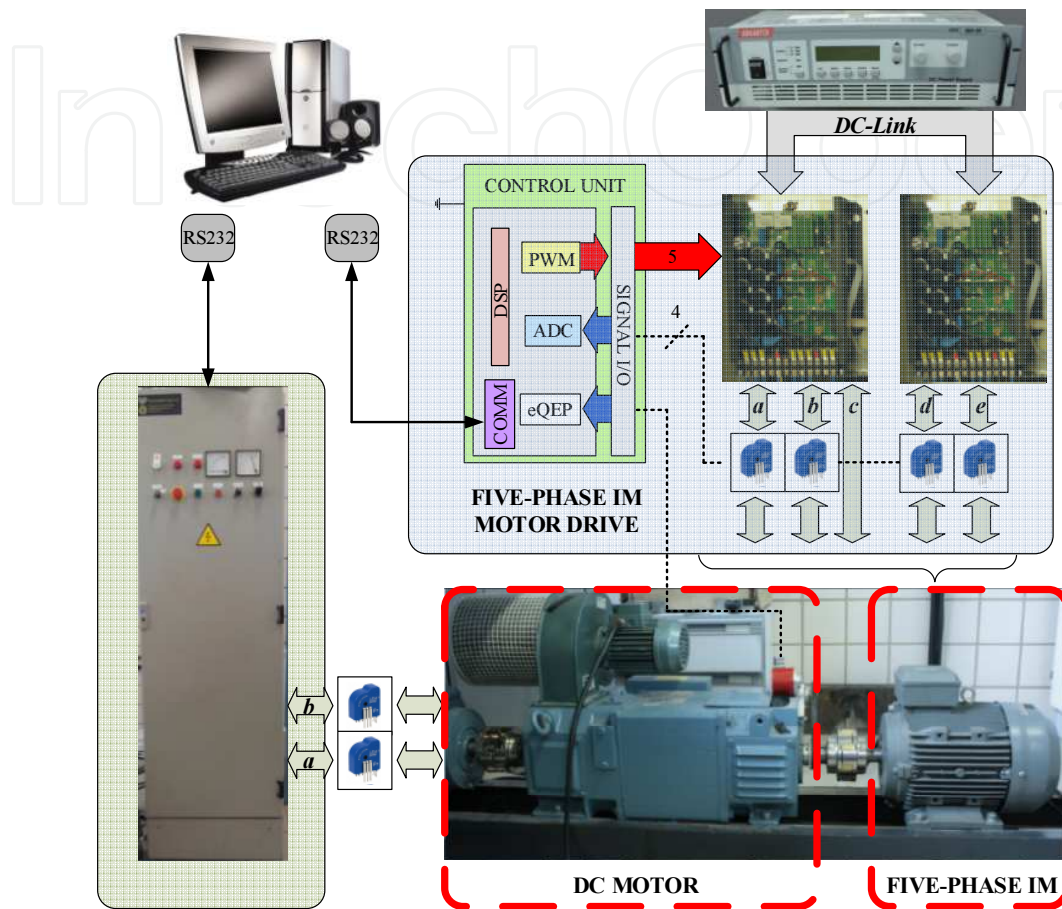 InTechOpen
DC-Link
CONTROL UNIT
RS232
RS232
DSP
PWM
5
SIGNAL I/O
ADC
4
COMM
eQEP
a
b
c
d
e
FIVE-PHASE IM
MOTOR DRIVE
b
a
DC MOTOR
FIVE-PHASE IM